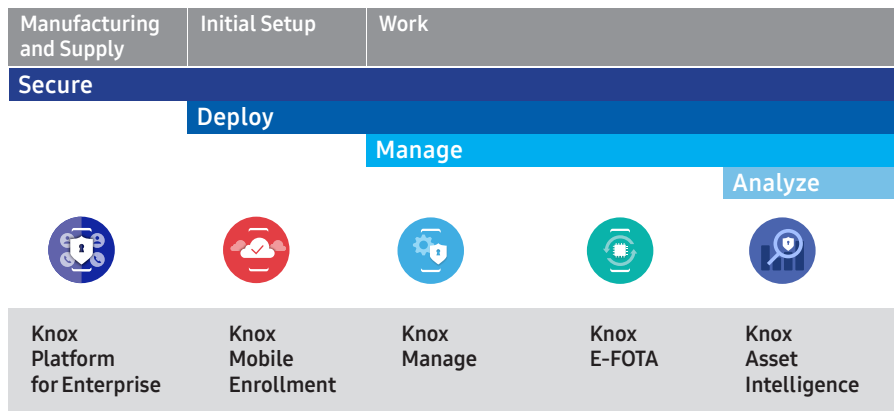 Manufacturing
and Supply
Initial Setup
Work
Secure
Deploy
Manage
Analyze
Knox
Platform
for Enterprise
Knox
Mobile
Enrollment
Knox
Manage
Knox
E-FOTA
Knox
Asset
Intelligence